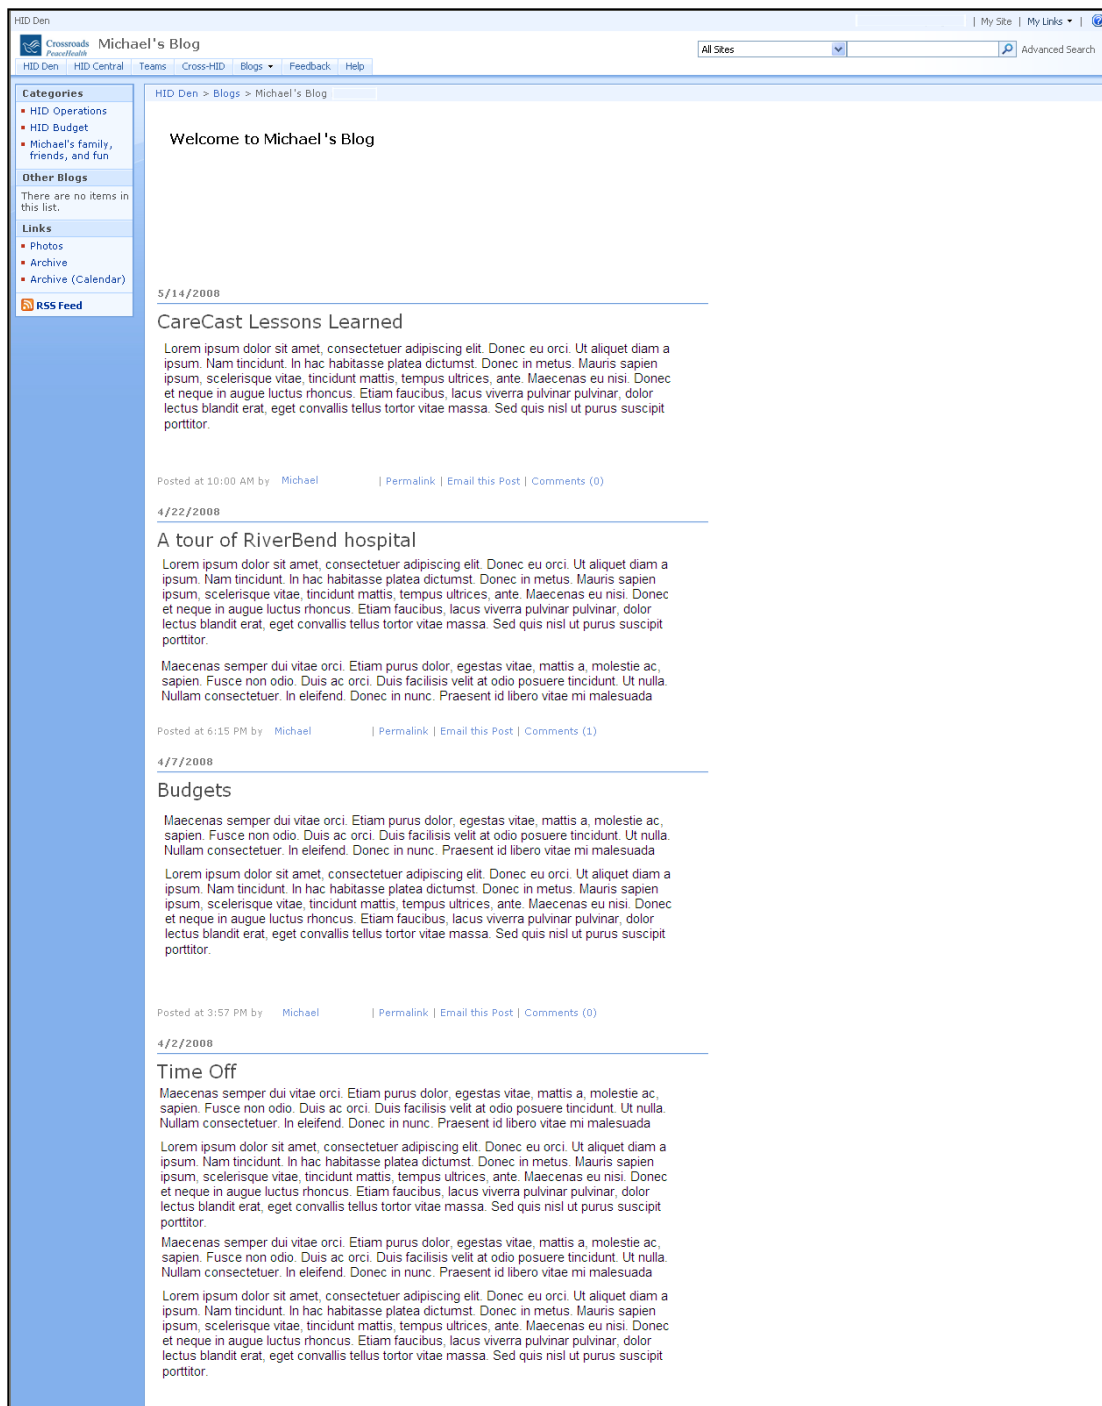 HID Den
| My Site | My Links |
Crossroads
PeaceHealth
Michael's Blog
All Sites
Advanced Search
HID Den HID Central Teams Cross-HID Blogs Feedback Help
Categories
HID Operations
HID Budget
Michael's family,
friends, and fun
Other Blogs
There are no items in
this list.
Links
Photos
Archive
Archive (Calendar)
RSS Feed
HID Den > Blogs > Michael's Blog
Welcome to Michael's Blog
5/14/2008
CareCast Lessons Learned
Lorem ipsum dolor sit amet, consectetuer adipiscing elit. Donec eu orci. Ut aliquet diam a
ipsum. Nam tincidunt. In hac habitasse platea dictumst. Donec in metus. Mauris sapien
ipsum, scelerisque vitae, tincidunt mattis, tempus ultrices, ante. Maecenas eu nisi. Donec
et neque in augue luctus rhoncus. Etiam faucibus, lacus viverra pulvinar pulvinar, dolor
lectus blandit erat, eget convallis tellus tortor vitae massa. Sed quis nisl ut purus suscipit
porttitor.
Posted at 10:00 AM by Michael | Permalink | Email this Post | Comments (0)
4/22/2008
A tour of RiverBend hospital
Lorem ipsum dolor sit amet, consectetuer adipiscing elit. Donec eu orci. Ut aliquet diam a
ipsum. Nam tincidunt. In hac habitasse platea dictumst. Donec in metus. Mauris sapien
ipsum, scelerisque vitae, tincidunt mattis, tempus ultrices, ante. Maecenas eu nisi. Donec
et neque in augue luctus rhoncus. Etiam faucibus, lacus viverra pulvinar pulvinar, dolor
lectus blandit erat, eget convallis tellus tortor vitae massa. Sed quis nisl ut purus suscipit
porttitor.
Maecenas semper dui vitae orci. Etiam purus dolor, egestas vitae, mattis a, molestie ac,
sapien. Fusce non odio. Duis ac orci. Duis facilisis velit at odio posuere tincidunt. Ut nulla.
Nullam consectetuer. In eleifend. Donec in nunc. Praesent id libero vitae mi malesuada
Posted at 6:15 PM by Michael | Permalink | Email this Post | Comments (1)
4/7/2008
Budgets
Maecenas semper dui vitae orci. Etiam purus dolor, egestas vitae, mattis a, molestie ac,
sapien. Fusce non odio. Duis ac orci. Duis facilisis velit at odio posuere tincidunt. Ut nulla.
Nullam consectetuer. In eleifend. Donec in nunc. Praesent id libero vitae mi malesuada
Lorem ipsum dolor sit amet, consectetuer adipiscing elit. Donec eu orci. Ut aliquet diam a
ipsum. Nam tincidunt. In hac habitasse platea dictumst. Donec in metus. Mauris sapien
ipsum, scelerisque vitae, tincidunt mattis, tempus ultrices, ante. Maecenas eu nisi. Donec
et neque in augue luctus rhoncus. Etiam faucibus, lacus viverra pulvinar pulvinar, dolor
lectus blandit erat, eget convallis tellus tortor vitae massa. Sed quis nisl ut purus suscipit
porttitor.
Posted at 3:57 PM by Michael | Permalink | Email this Post | Comments (0)
4/2/2008
Time Off
Maecenas semper dui vitae orci. Etiam purus dolor, egestas vitae, mattis a, molestie ac,
sapien. Fusce non odio. Duis ac orci. Duis facilisis velit at odio posuere tincidunt. Ut nulla.
Nullam consectetuer. In eleifend. Donec in nunc. Praesent id libero vitae mi malesuada
Lorem ipsum dolor sit amet, consectetuer adipiscing elit. Donec eu orci. Ut aliquet diam a
ipsum. Nam tincidunt. In hac habitasse platea dictumst. Donec in metus. Mauris sapien
ipsum, scelerisque vitae, tincidunt mattis, tempus ultrices, ante. Maecenas eu nisi. Donec
et neque in augue luctus rhoncus. Etiam faucibus, lacus viverra pulvinar pulvinar, dolor
lectus blandit erat, eget convallis tellus tortor vitae massa. Sed quis nisl ut purus suscipit
porttitor.
Maecenas semper dui vitae orci. Etiam purus dolor, egestas vitae, mattis a, molestie ac,
sapien. Fusce non odio. Duis ac orci. Duis facilisis velit at odio posuere tincidunt. Ut nulla.
Nullam consectetuer. In eleifend. Donec in nunc. Praesent id libero vitae mi malesuada
Lorem ipsum dolor sit amet, consectetuer adipiscing elit. Donec eu orci. Ut aliquet diam a
ipsum. Nam tincidunt. In hac habitasse platea dictumst. Donec in metus. Mauris sapien
ipsum, scelerisque vitae, tincidunt mattis, tempus ultrices, ante. Maecenas eu nisi. Donec
et neque in augue luctus rhoncus. Etiam faucibus, lacus viverra pulvinar pulvinar, dolor
lectus blandit erat, eget convallis tellus tortor vitae massa. Sed quis nisl ut purus suscipit
porttitor.